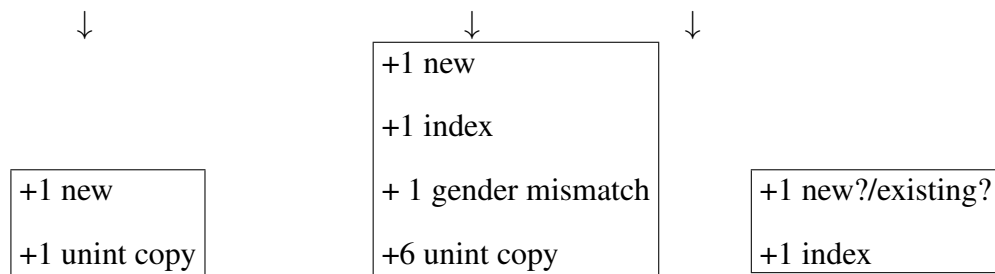 ↓ ↓ ↓
+1 new
+1 unint copy
+1 new
+1 index
+ 1 gender mismatch
+6 unint copy
+1 new?/existing?
+1 index